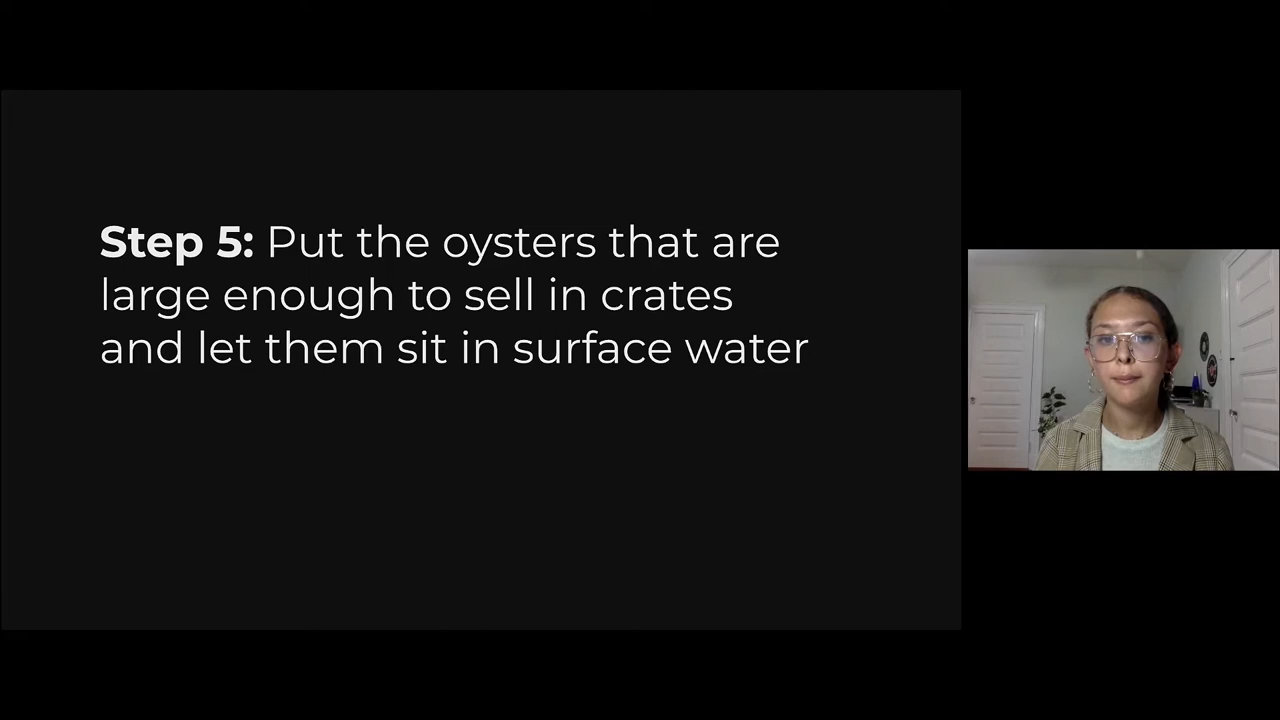 Step 5: Put the oysters that are
large enough to sell in crates
and let them sit in surface water